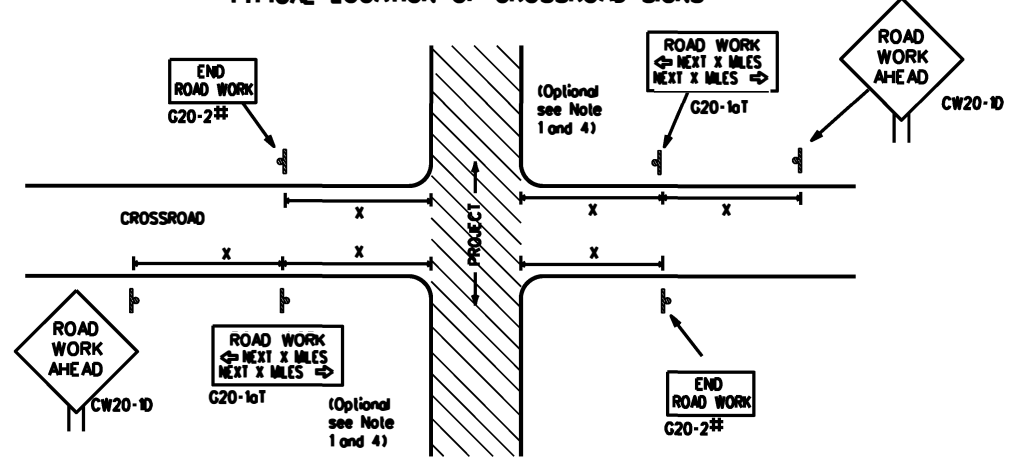 TYPICAL LOCATION OF CROSSROAD SIGNS
END
ROAD WORK
G20-2#
(Optional
see Note
1 and 4)
ROAD WORK
⇦ NEXT X MILES
NEXT X MILES ⇨
G20-1aT
ROAD
WORK
AHEAD
CW20-1D
CROSSROAD
X
X
X
PROJECT
X
X
X
ROAD
WORK
AHEAD
CW20-1D
ROAD WORK
⇦ NEXT X MILES
NEXT X MILES ⇨
G20-1aT
(Optional
see Note
1 and 4)
END
ROAD WORK
G20-2#